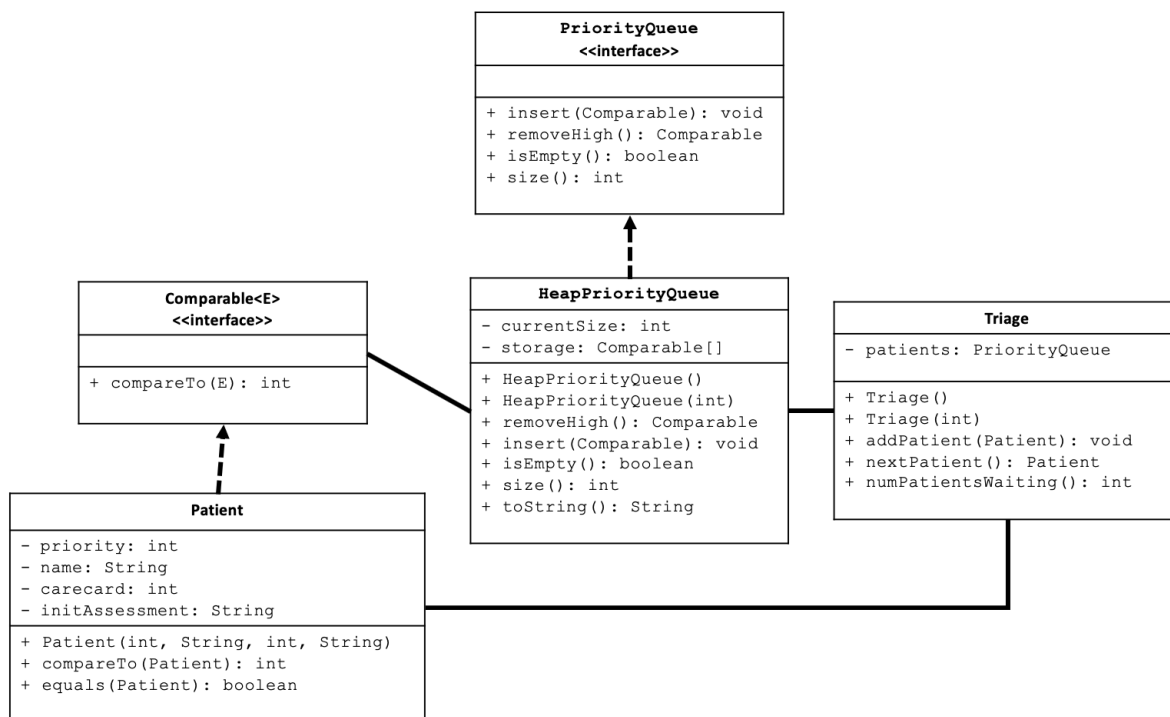 PriorityQueue
<<interface>>
+ insert(Comparable): void
+ removeHigh(): Comparable
+ isEmpty(): boolean
+ size(): int
Comparable<E>
<<interface>>
+ compareTo(E): int
HeapPriorityQueue
- currentSize: int
- storage: Comparable[]
+ HeapPriorityQueue()
+ HeapPriorityQueue(int)
+ removeHigh(): Comparable
+ insert(Comparable): void
+ isEmpty(): boolean
+ size(): int
+ toString(): String
Triage
- patients: PriorityQueue
+ Triage()
+ Triage(int)
+ addPatient(Patient): void
+ nextPatient(): Patient
+ numPatientsWaiting(): int
Patient
- priority: int
- name: String
- carecard: int
- initAssessment: String
+ Patient(int, String, int, String)
+ compareTo(Patient): int
+ equals(Patient): boolean